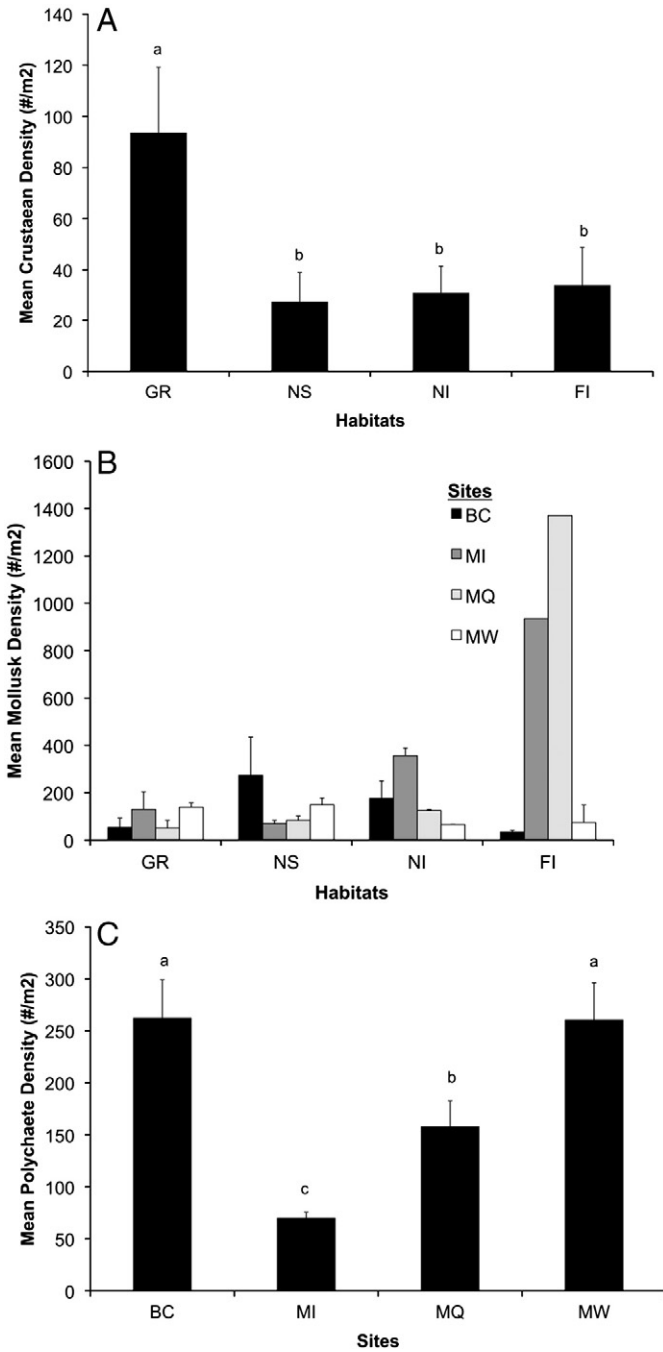 A
Mean Crustaean Density (#/m2)
140
120
100
80
60
40
20
0
a
b
b
b
GR NS NI FI
Habitats
B
Mean Mollusk Density (#/m2)
1600
1400
1200
1000
800
600
400
200
0
Sites
BC
MI
MQ
MW
GR NS NI FI
Habitats
C
Mean Polychaete Density (#/m2)
350
300
250
200
150
100
50
0
a
c
b
a
BC MI MQ MW
Sites